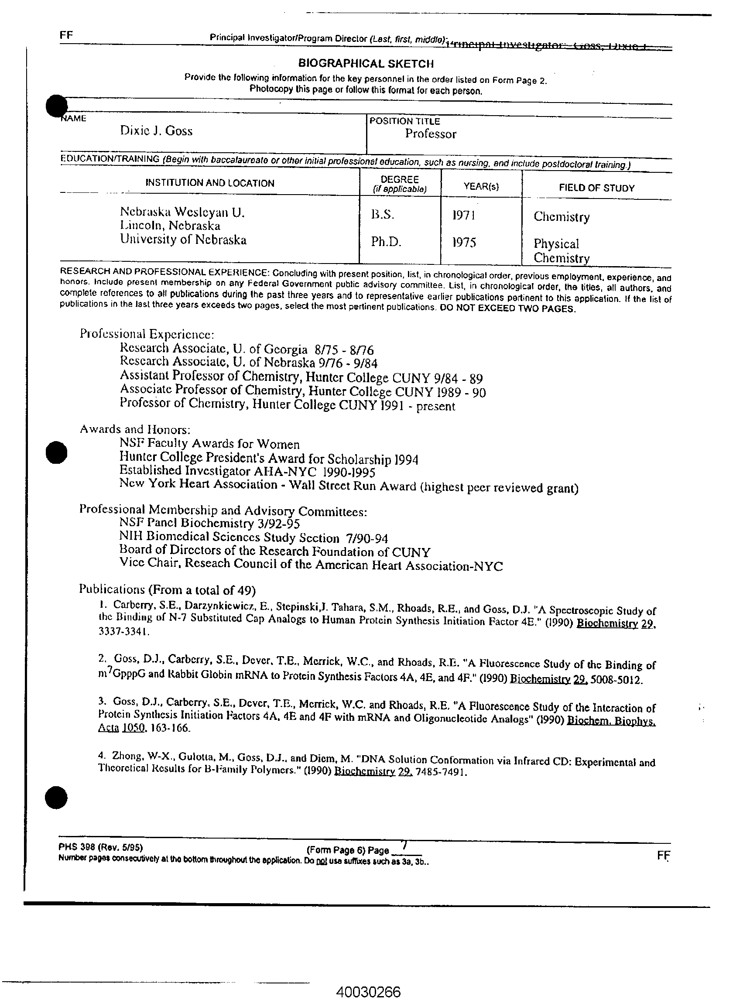 FF
Principal Investigator/Program Director (Last, first, middle): Principal Investigator: Goss, Dixie J.
BIOGRAPHICAL SKETCH
Provide the following information for the key personnel in the order listed on Form Page 2.
Photocopy this page or follow this format for each person.
NAME
POSITION TITLE
Dixie J. Goss
Professor
EDUCATION/TRAINING (Begin with baccalaureate or other initial professional education, such as nursing, and include postdoctoral training.)
INSTITUTION AND LOCATION
DEGREE
(if applicable)
YEAR(s)
FIELD OF STUDY
Nebraska Wesleyan U.
B.S.
1971
Chemistry
Lincoln, Nebraska
University of Nebraska
Ph.D.
1975
Physical
Chemistry
RESEARCH AND PROFESSIONAL EXPERIENCE: Concluding with present position, list, in chronological order, previous employment, experience, and
honors. Include present membership on any Federal Government public advisory committee. List, in chronological order, the titles, all authors, and
complete references to all publications during the past three years and to representative earlier publications pertinent to this application. If the list of
publications in the last three years exceeds two pages, select the most pertinent publications. DO NOT EXCEED TWO PAGES.
Professional Experience:
Research Associate, U. of Georgia 8/75 - 8/76
Research Associate, U. of Nebraska 9/76 - 9/84
Assistant Professor of Chemistry, Hunter College CUNY 9/84 - 89
Associate Professor of Chemistry, Hunter College CUNY 1989 - 90
Professor of Chemistry, Hunter College CUNY 1991 - present
Awards and Honors:
NSF Faculty Awards for Women
Hunter College President's Award for Scholarship 1994
Established Investigator AHA-NYC 1990-1995
New York Heart Association - Wall Street Run Award (highest peer reviewed grant)
Professional Membership and Advisory Committees:
NSF Panel Biochemistry 3/92-95
NIH Biomedical Sciences Study Section 7/90-94
Board of Directors of the Research Foundation of CUNY
Vice Chair, Reseach Council of the American Heart Association-NYC
Publications (From a total of 49)
1. Carberry, S.E., Darzynkiewicz, E., Stepinski,J. Tahara, S.M., Rhoads, R.E., and Goss, D.J. "A Spectroscopic Study of
the Binding of N-7 Substituted Cap Analogs to Human Protein Synthesis Initiation Factor 4E." (1990) Biochemistry 29,
3337-3341.
2. Goss, D.J., Carberry, S.E., Dever, T.E., Merrick, W.C., and Rhoads, R.E. "A Fluorescence Study of the Binding of
m7GpppG and Rabbit Globin mRNA to Protein Synthesis Factors 4A, 4E, and 4F." (1990) Biochemistry 29, 5008-5012.
3. Goss, D.J., Carberry, S.E., Dever, T.E., Merrick, W.C. and Rhoads, R.E. "A Fluorescence Study of the Interaction of
Protein Synthesis Initiation Factors 4A, 4E and 4F with mRNA and Oligonucleotide Analogs" (1990) Biochem. Biophys.
Acta 1050, 163-166.
4. Zhong, W-X., Gulotta, M., Goss, D.J., and Diem, M. "DNA Solution Conformation via Infrared CD: Experimental and
Theoretical Results for B-Family Polymers." (1990) Biochemistry 29, 7485-7491.
PHS 398 (Rev. 5/95)
(Form Page 6) Page 7
FF
Number pages consecutively at the bottom throughout the application. Do not use suffixes such as 3a, 3b..
40030266